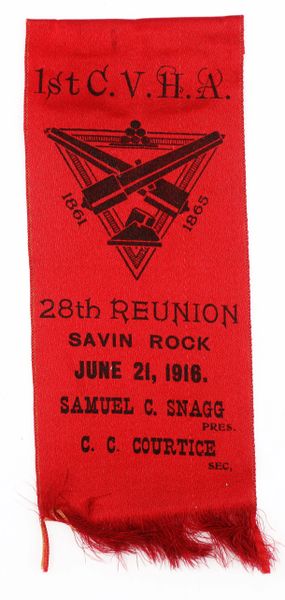 1st C. V. H. A.
1861 1865
28th REUNION
SAVIN ROCK
JUNE 21, 1916.
SAMUEL C. SNAGG
PRES.
C. C. COURTICE
SEC,